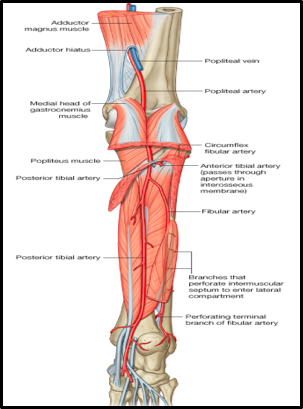 Adductor
magnus muscle
Adductor hiatus
Popliteal vein
Popliteal artery
Medial head of
gastrocnemius
muscle
Circumflex
fibular artery
Popliteus muscle
Anterior tibial artery
(passes through
aperture in
interosseous
membrane)
Posterior tibial artery
Fibular artery
Posterior tibial artery
Branches that
perforate intermuscular
septum to enter lateral
compartment
Perforating terminal
branch of fibular artery